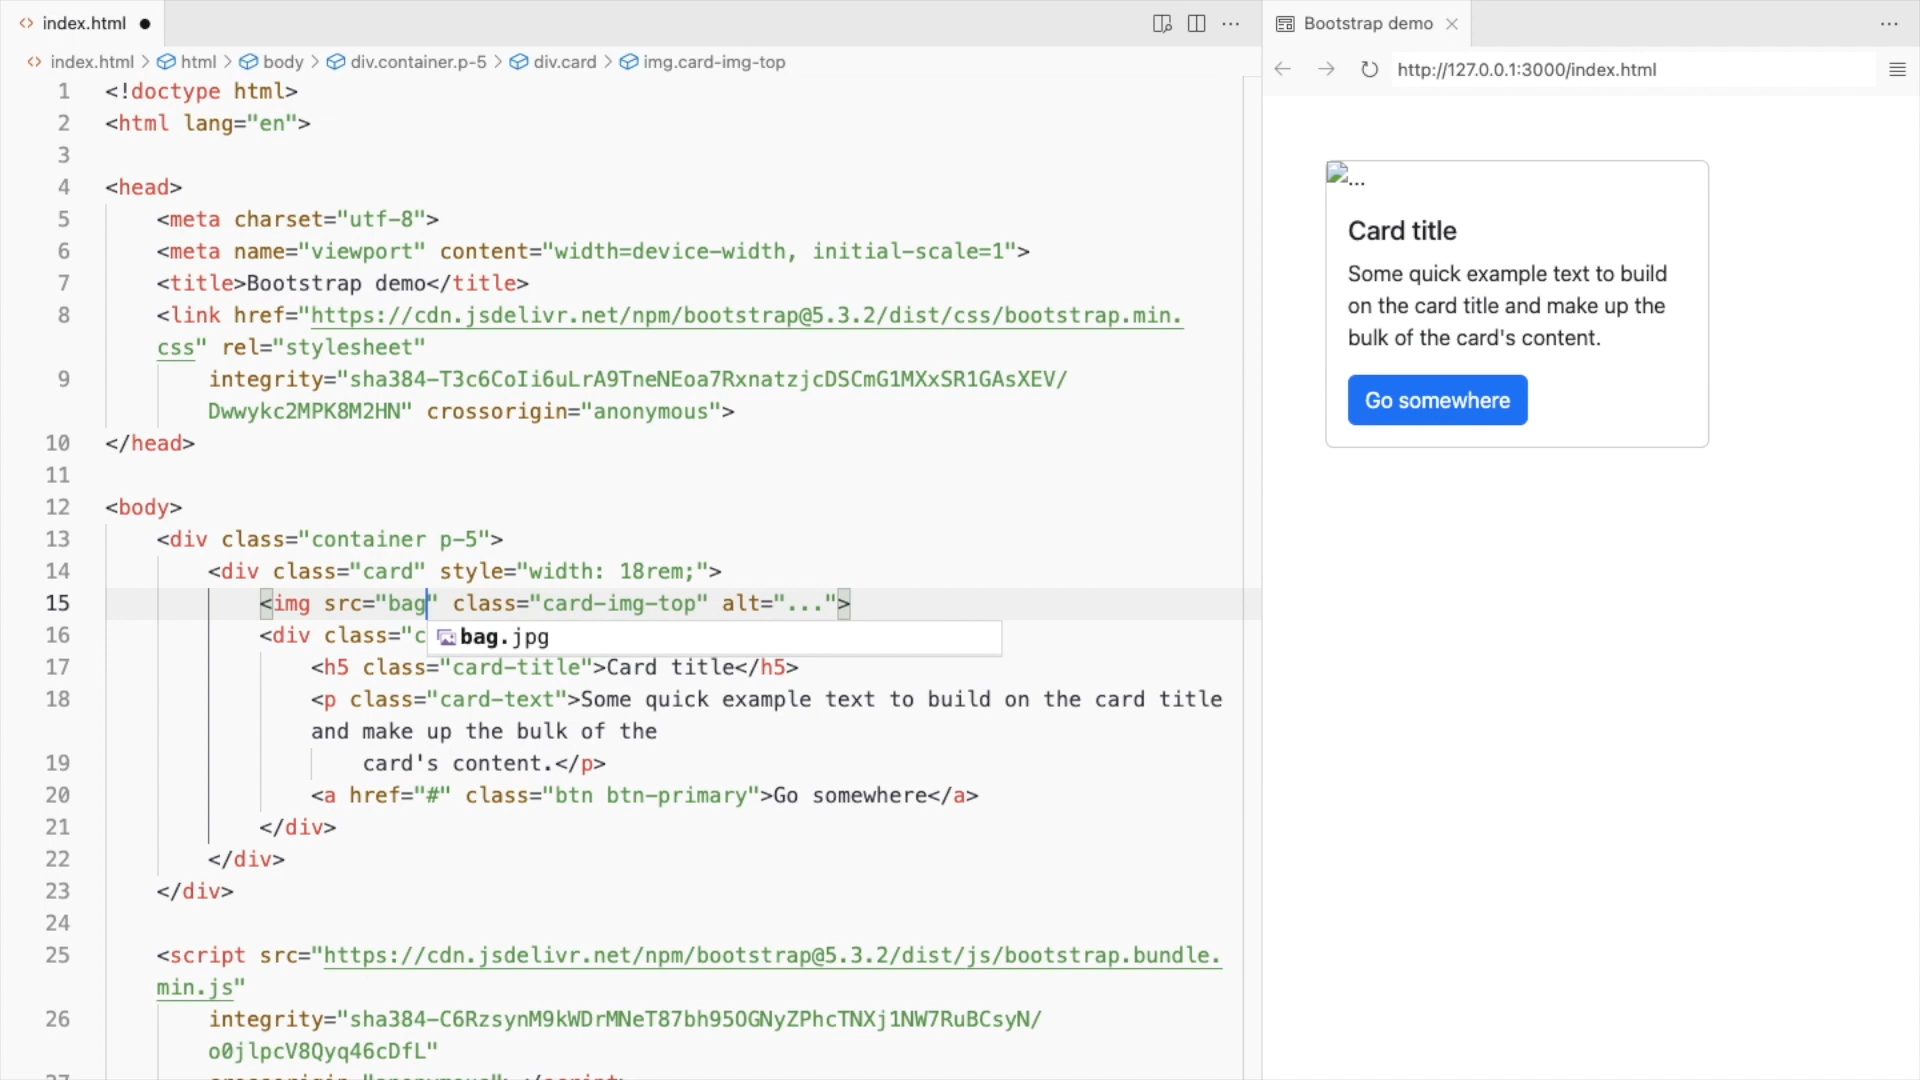 index.html
Bootstrap demo
index.html html body div.container.p-5 div.card img.card-img-top
http://127.0.0.1:3000/index.html
1 <!doctype html>
2 <html lang="en">
3
4 <head>
5 <meta charset="utf-8">
6 <meta name="viewport" content="width=device-width, initial-scale=1">
7 <title>Bootstrap demo</title>
8 <link href="https://cdn.jsdelivr.net/npm/bootstrap@5.3.2/dist/css/bootstrap.min.
css" rel="stylesheet"
9 integrity="sha384-T3c6CoIi6uLrA9TneNEoa7RxnatzjcDSCmG1MXxSR1GAsXEV/
Dwwykc2MPK8M2HN" crossorigin="anonymous">
10 </head>
11
12 <body>
13 <div class="container p-5">
14 <div class="card" style="width: 18rem;">
15 <img src="bag" class="card-img-top" alt="...">
16 <div class="c
bag.jpg
17 <h5 class="card-title">Card title</h5>
18 <p class="card-text">Some quick example text to build on the card title
and make up the bulk of the
19 card's content.</p>
20 <a href="#" class="btn btn-primary">Go somewhere</a>
21 </div>
22 </div>
23 </div>
24
25 <script src="https://cdn.jsdelivr.net/npm/bootstrap@5.3.2/dist/js/bootstrap.bundle.
min.js"
26 integrity="sha384-C6RzsynM9kWDrMNeT87bh95OGNyZPhcTNXj1NW7RuBCsyN/
o0jlpcV8Qyq46cDfL"
27 crossorigin="anonymous"></script>
...
Card title
Some quick example text to build
on the card title and make up the
bulk of the card's content.
Go somewhere